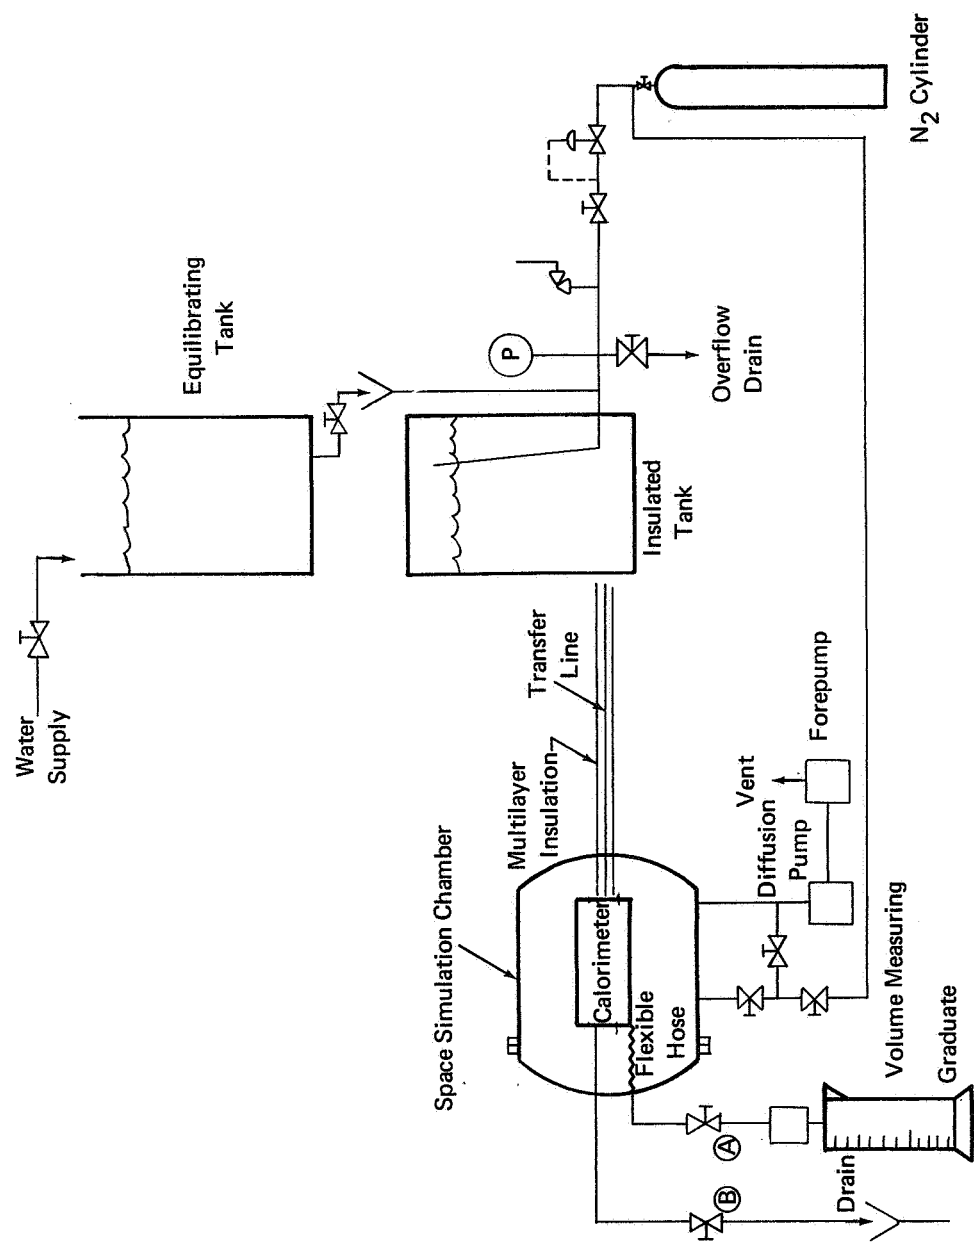 Water
Supply
Equilibrating
Tank
N2 Cylinder
P
Overflow
Drain
Insulated
Tank
Transfer
Line
Multilayer
Insulation
Space Simulation Chamber
Calorimeter
Flexible
Hose
Vent
Forepump
Diffusion
Pump
Volume Measuring
Graduate
A
B
Drain